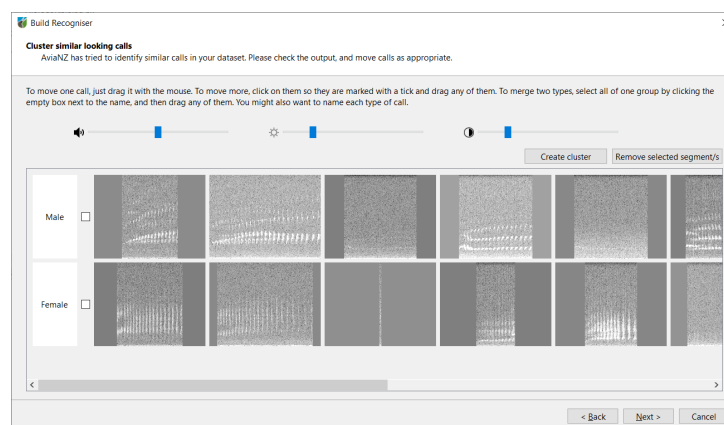 Build Recogniser
Cluster similar looking calls
AviaNZ has tried to identify similar calls in your dataset. Please check the output, and move calls as appropriate.
To move one call, just drag it with the mouse. To move more, click on them so they are marked with a tick and drag any of them. To merge two types, select all of one group by clicking the
empty box next to the name, and then drag any of them. You might also want to name each type of call.
Create cluster
Remove selected segment/s
Male
Female
< Back
Next >
Cancel